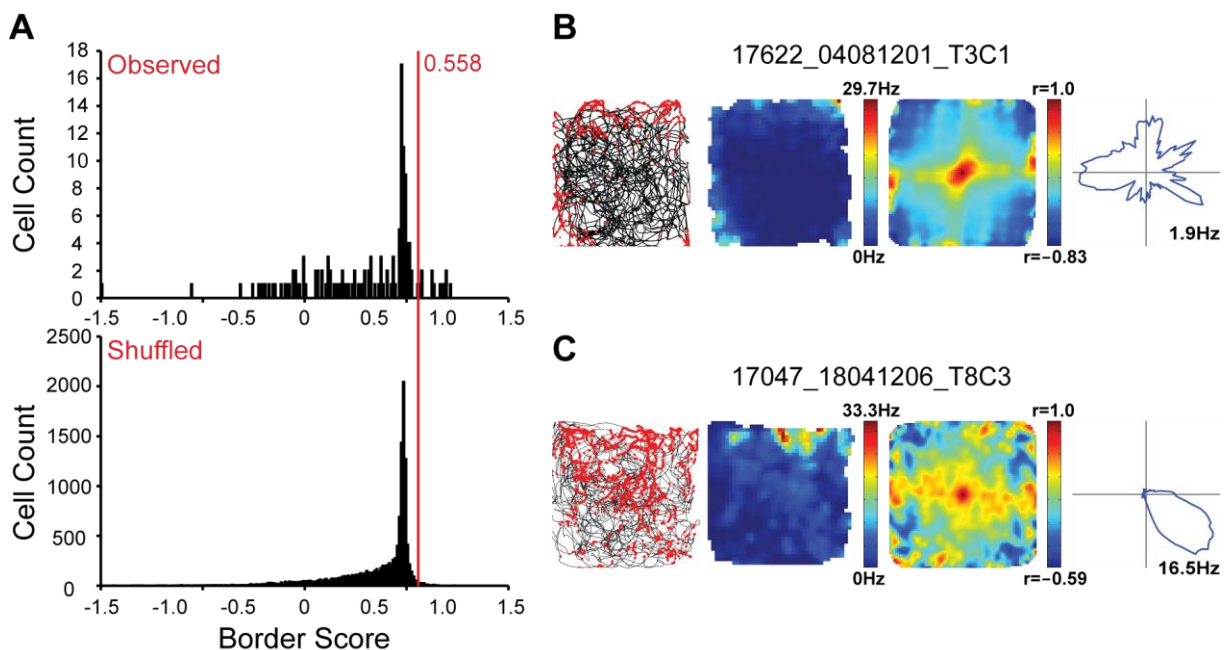 A
18
16
14
12
10
8
6
4
2
0
Cell Count
Observed
0.558
-1.5 -1.0 -0.5 0 0.5 1.0 1.5
2500
2000
1500
1000
500
0
Cell Count
Shuffled
-1.5 -1.0 -0.5 0 0.5 1.0 1.5
Border Score
B
17622_04081201_T3C1
29.7Hz r=1.0
0Hz r=−0.83
1.9Hz
C
17047_18041206_T8C3
33.3Hz r=1.0
0Hz r=−0.59
16.5Hz